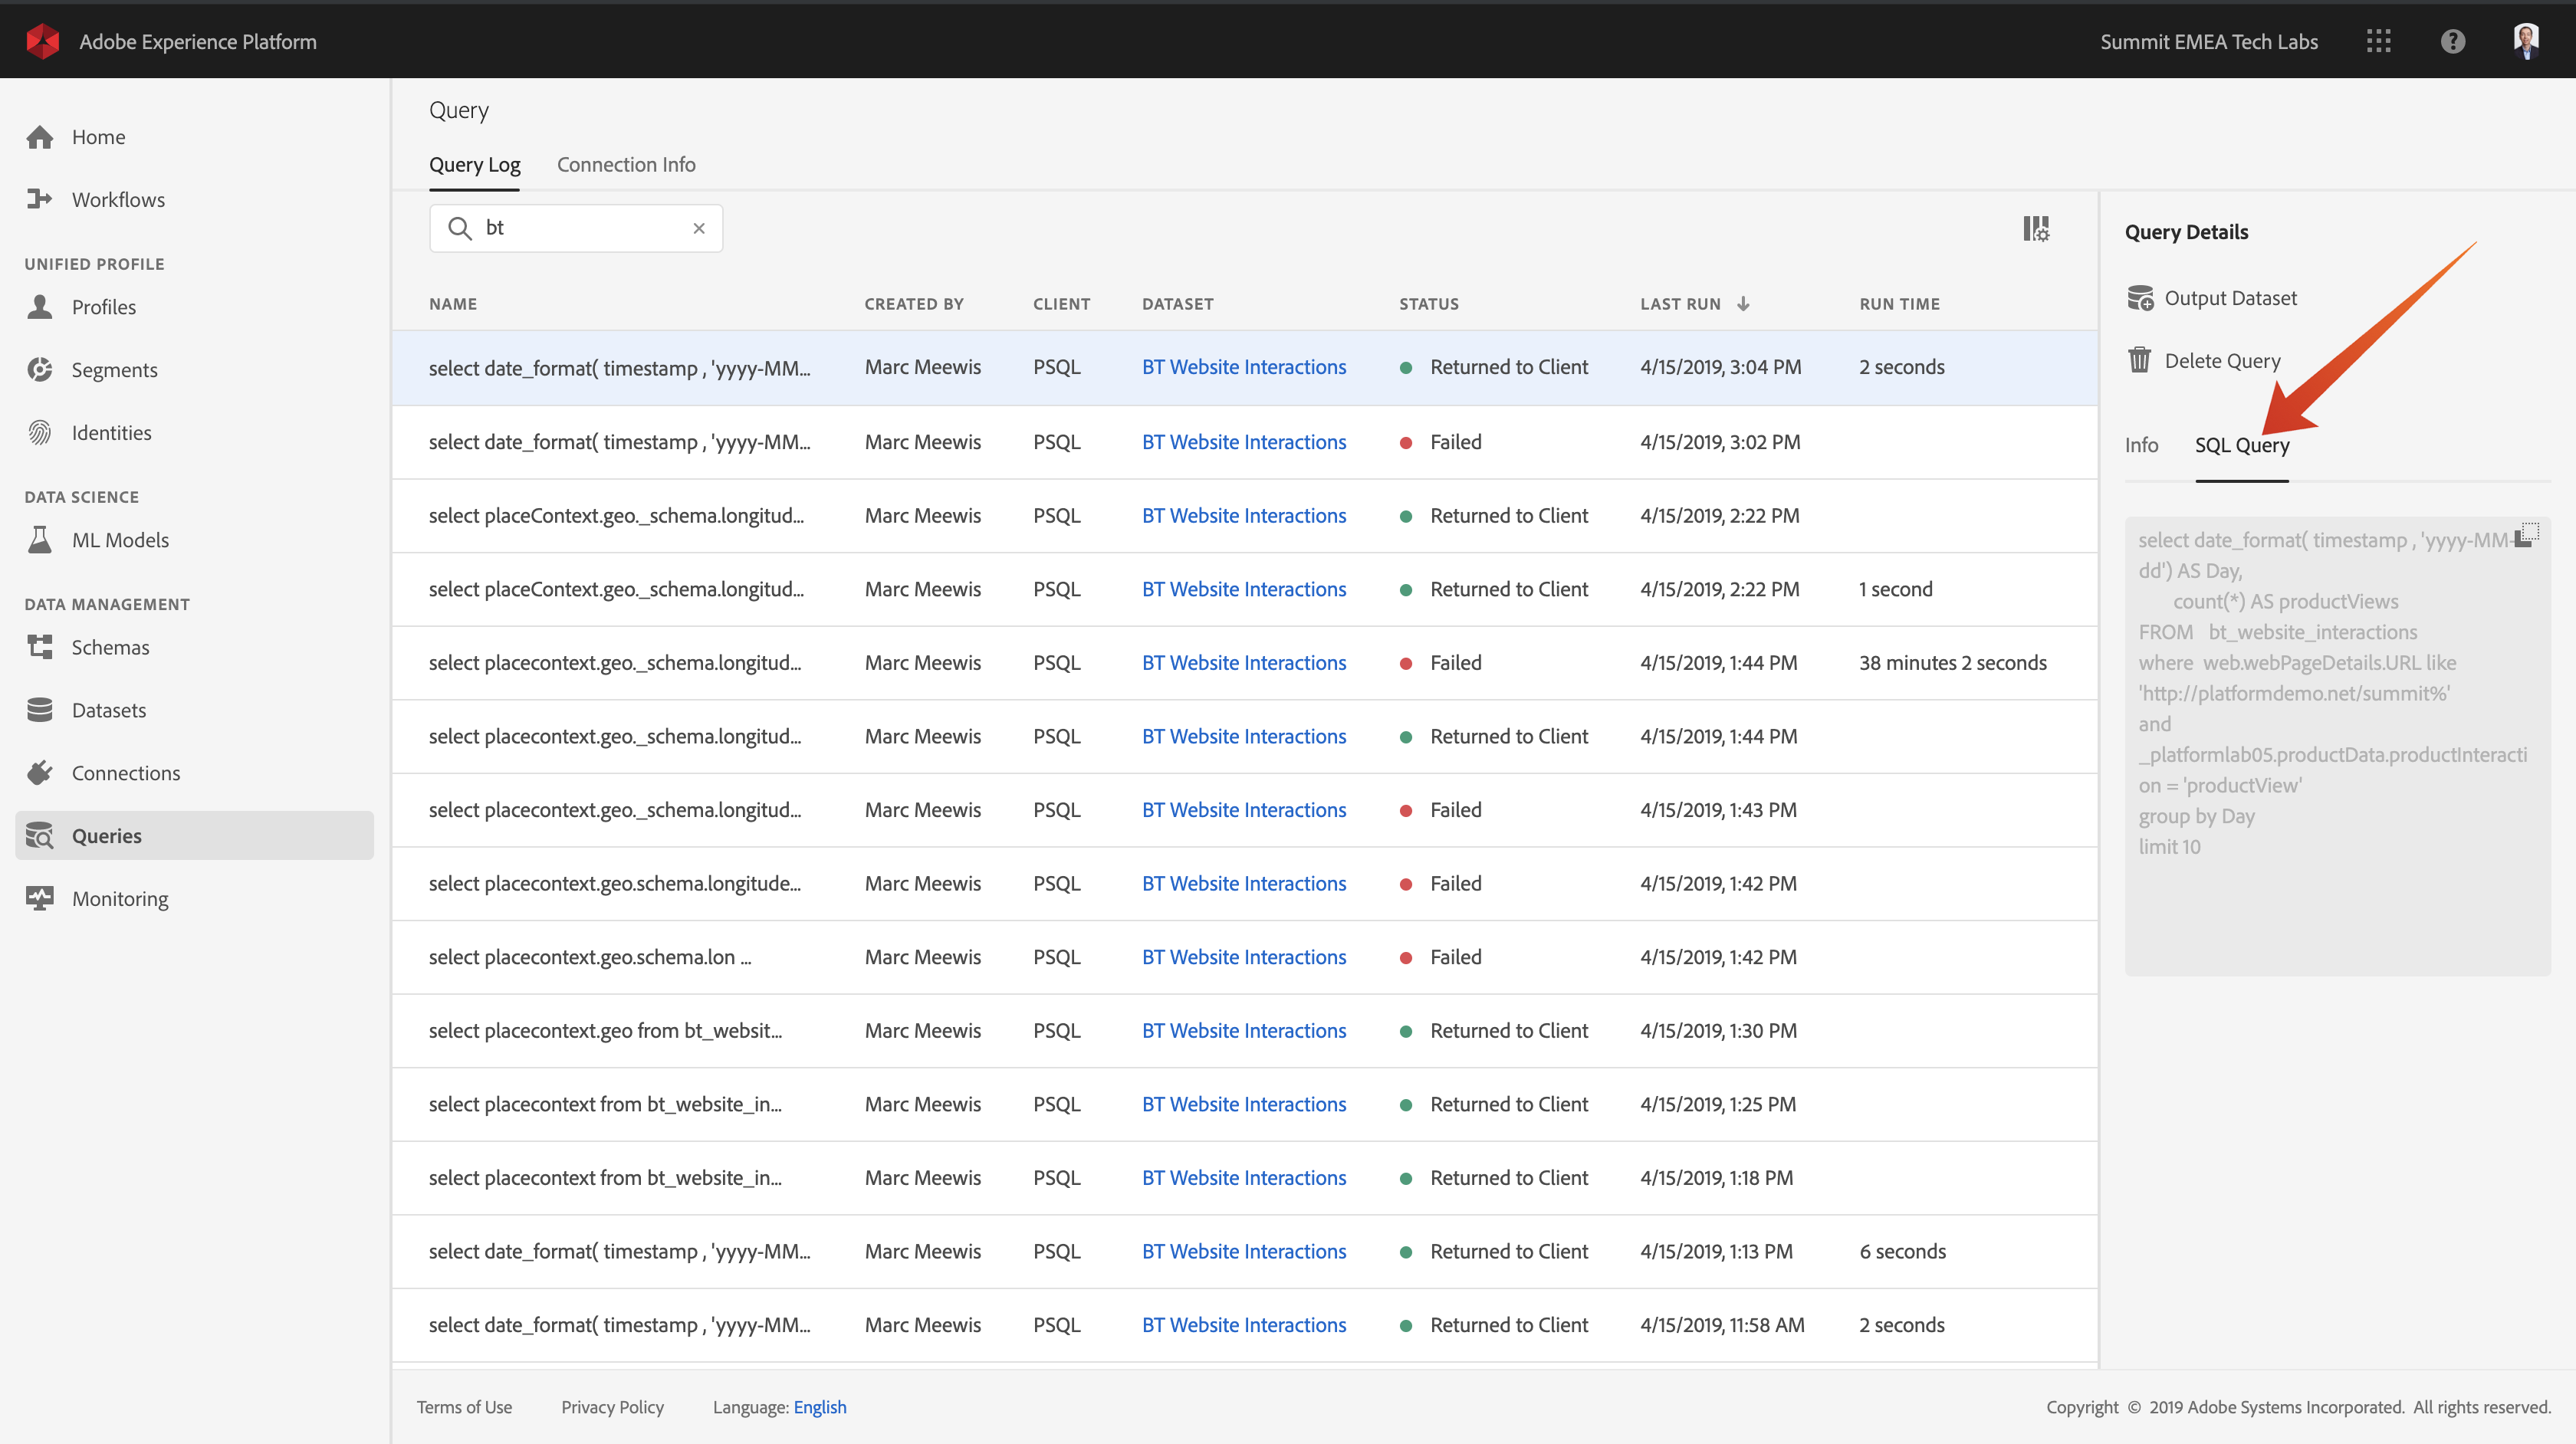 Adobe Experience Platform
Summit EMEA Tech Labs
Home
Workflows
UNIFIED PROFILE
Profiles
Segments
Identities
DATA SCIENCE
ML Models
DATA MANAGEMENT
Schemas
Datasets
Connections
Queries
Monitoring
Query
Query Log Connection Info
bt
NAME CREATED BY CLIENT DATASET STATUS LAST RUN RUN TIME
select date_format( timestamp , 'yyyy-MM... Marc Meewis PSQL BT Website Interactions Returned to Client 4/15/2019, 3:04 PM 2 seconds
select date_format( timestamp , 'yyyy-MM... Marc Meewis PSQL BT Website Interactions Failed 4/15/2019, 3:02 PM
select placeContext.geo._schema.longitud... Marc Meewis PSQL BT Website Interactions Returned to Client 4/15/2019, 2:22 PM
select placeContext.geo._schema.longitud... Marc Meewis PSQL BT Website Interactions Returned to Client 4/15/2019, 2:22 PM 1 second
select placecontext.geo._schema.longitud... Marc Meewis PSQL BT Website Interactions Failed 4/15/2019, 1:44 PM 38 minutes 2 seconds
select placecontext.geo._schema.longitud... Marc Meewis PSQL BT Website Interactions Returned to Client 4/15/2019, 1:44 PM
select placecontext.geo._schema.longitud... Marc Meewis PSQL BT Website Interactions Failed 4/15/2019, 1:43 PM
select placecontext.geo.schema.longitude... Marc Meewis PSQL BT Website Interactions Failed 4/15/2019, 1:42 PM
select placecontext.geo.schema.lon ... Marc Meewis PSQL BT Website Interactions Failed 4/15/2019, 1:42 PM
select placecontext.geo from bt_websit... Marc Meewis PSQL BT Website Interactions Returned to Client 4/15/2019, 1:30 PM
select placecontext from bt_website_in... Marc Meewis PSQL BT Website Interactions Returned to Client 4/15/2019, 1:25 PM
select placecontext from bt_website_in... Marc Meewis PSQL BT Website Interactions Returned to Client 4/15/2019, 1:18 PM
select date_format( timestamp , 'yyyy-MM... Marc Meewis PSQL BT Website Interactions Returned to Client 4/15/2019, 1:13 PM 6 seconds
select date_format( timestamp , 'yyyy-MM... Marc Meewis PSQL BT Website Interactions Returned to Client 4/15/2019, 11:58 AM 2 seconds
Query Details
Output Dataset
Delete Query
Info SQL Query
select date_format( timestamp , 'yyyy-MM-
dd') AS Day,
count(*) AS productViews
FROM bt_website_interactions
where web.webPageDetails.URL like
'http://platformdemo.net/summit%'
and
_platformlab05.productData.productInteracti
on = 'productView'
group by Day
limit 10
Terms of Use Privacy Policy Language: English
Copyright © 2019 Adobe Systems Incorporated. All rights reserved.